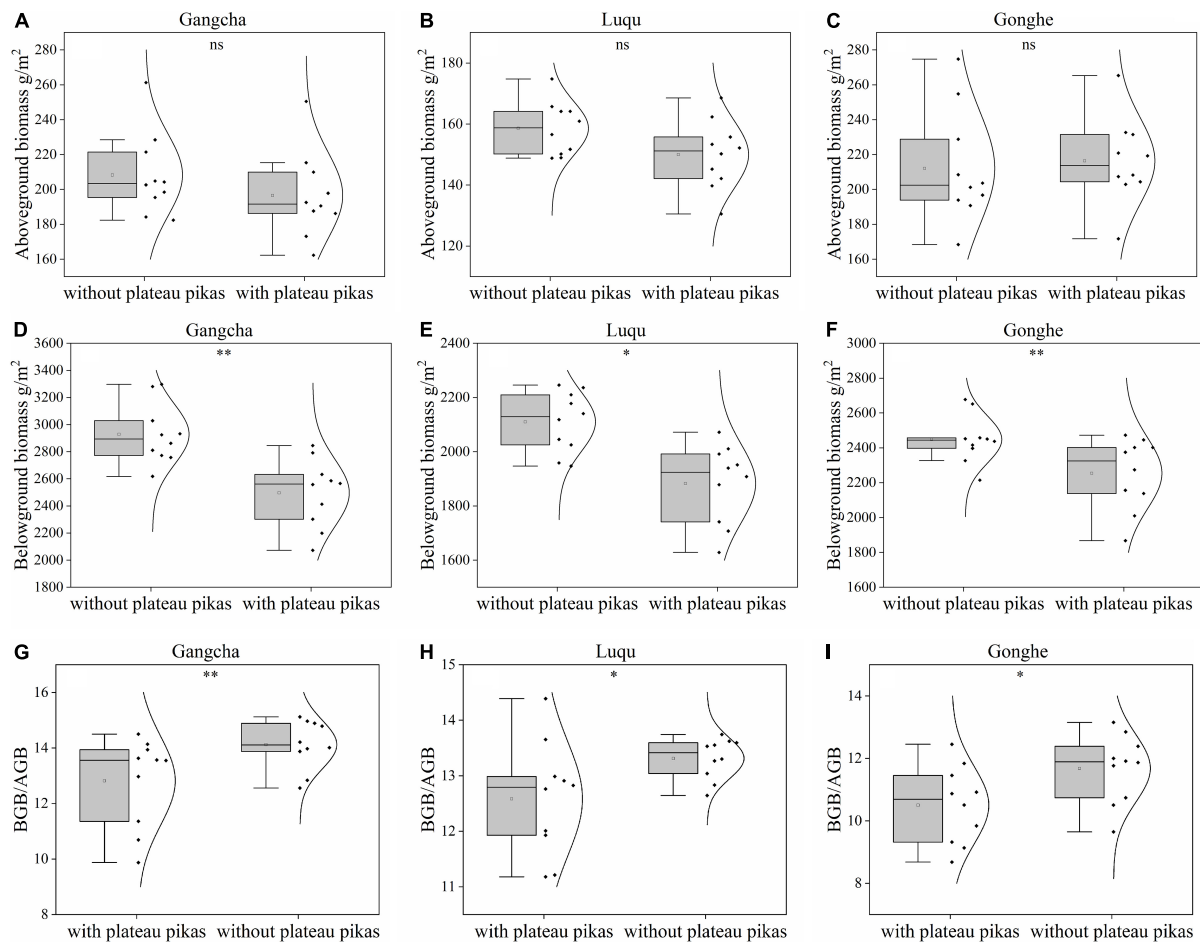 A Gangcha
ns
Aboveground biomass g/m²
280
260
240
220
200
180
160
without plateau pikas with plateau pikas
B Luqu
ns
Aboveground biomass g/m²
180
160
140
120
without plateau pikas with plateau pikas
C Gonghe
ns
Aboveground biomass g/m²
280
260
240
220
200
180
160
without plateau pikas with plateau pikas
D Gangcha
**
Belowground biomass g/m²
3600
3400
3200
3000
2800
2600
2400
2200
2000
1800
without plateau pikas with plateau pikas
E Luqu
*
Belowground biomass g/m²
2400
2200
2000
1800
1600
without plateau pikas with plateau pikas
F Gonghe
**
Belowground biomass g/m²
3000
2800
2600
2400
2200
2000
1800
1600
without plateau pikas with plateau pikas
G Gangcha
**
BGB/AGB
16
14
12
10
8
with plateau pikas without plateau pikas
H Luqu
*
BGB/AGB
15
14
13
12
11
with plateau pikas without plateau pikas
I Gonghe
*
BGB/AGB
14
12
10
8
with plateau pikas without plateau pikas